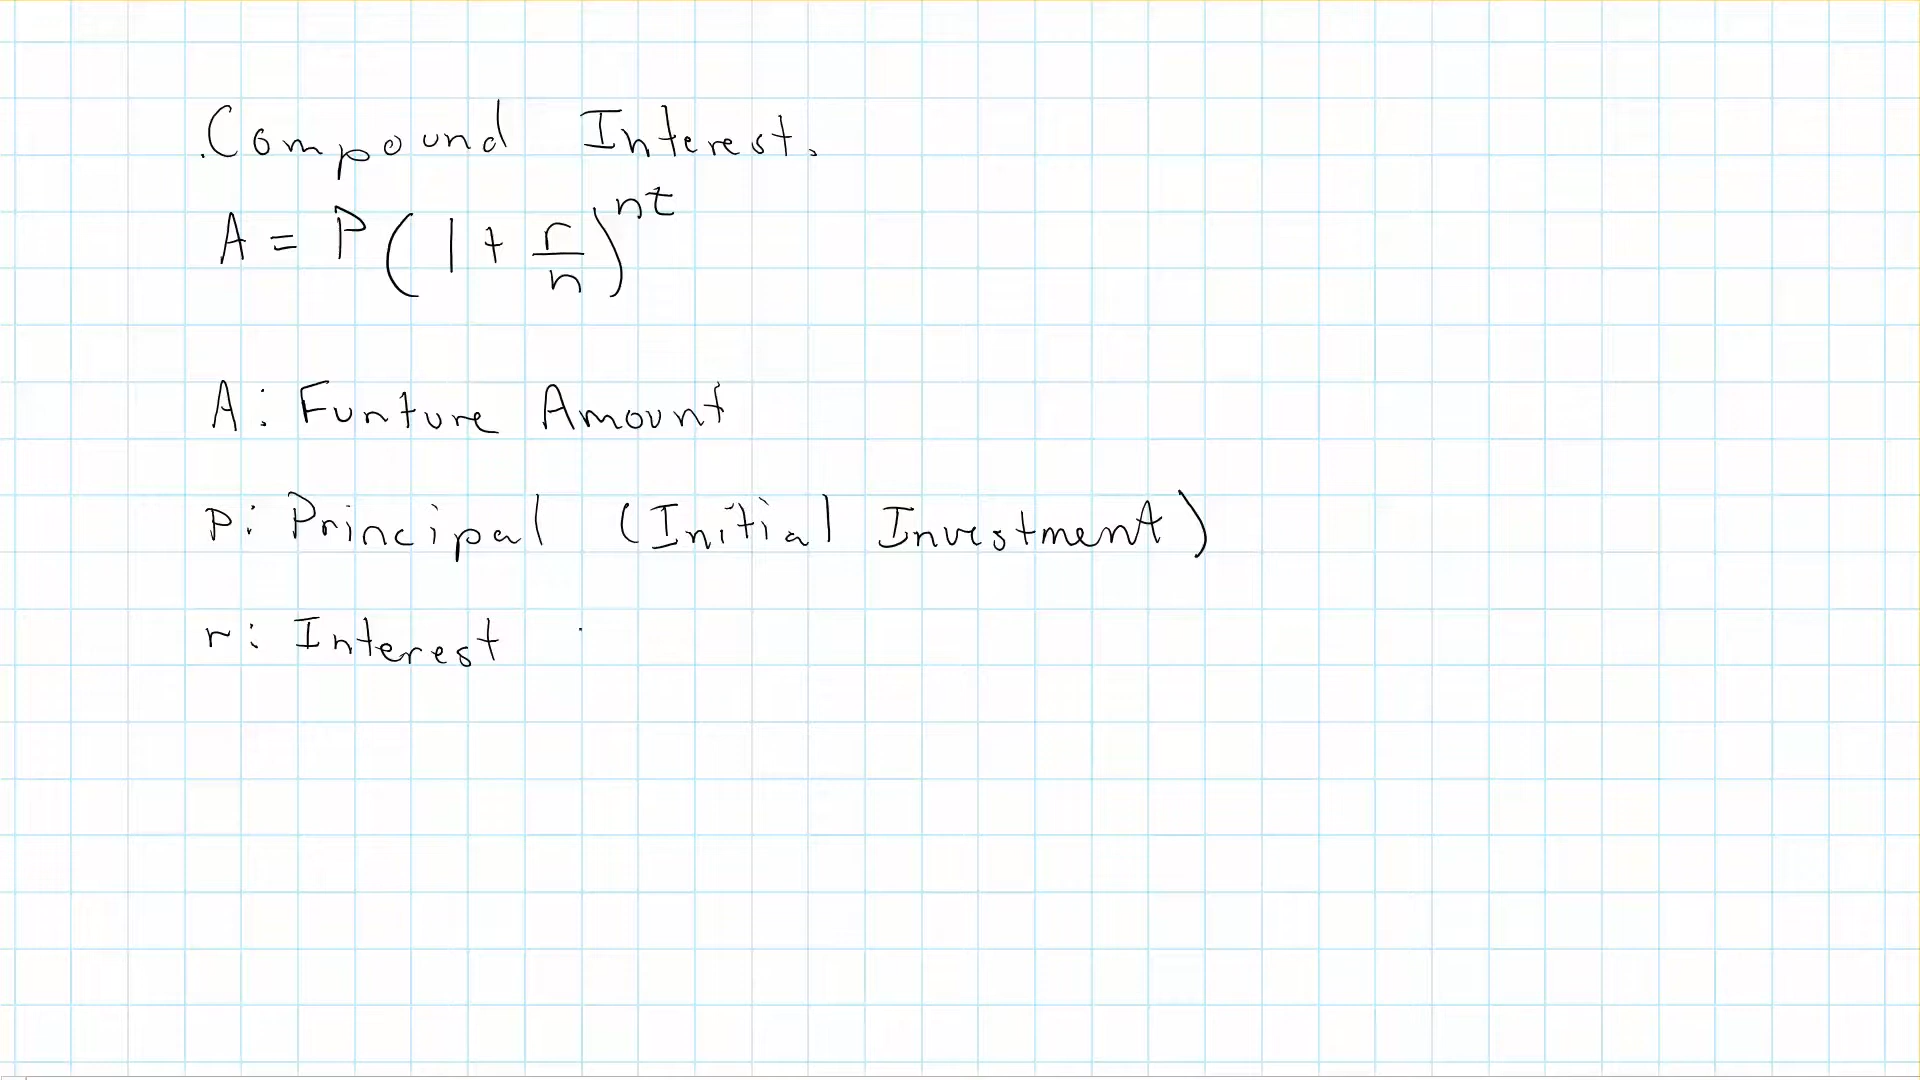 Compound Interest.
A = P(1 + r/n)^nt
A: Funture Amount
P: Principal (Initial Investment)
r: Interest